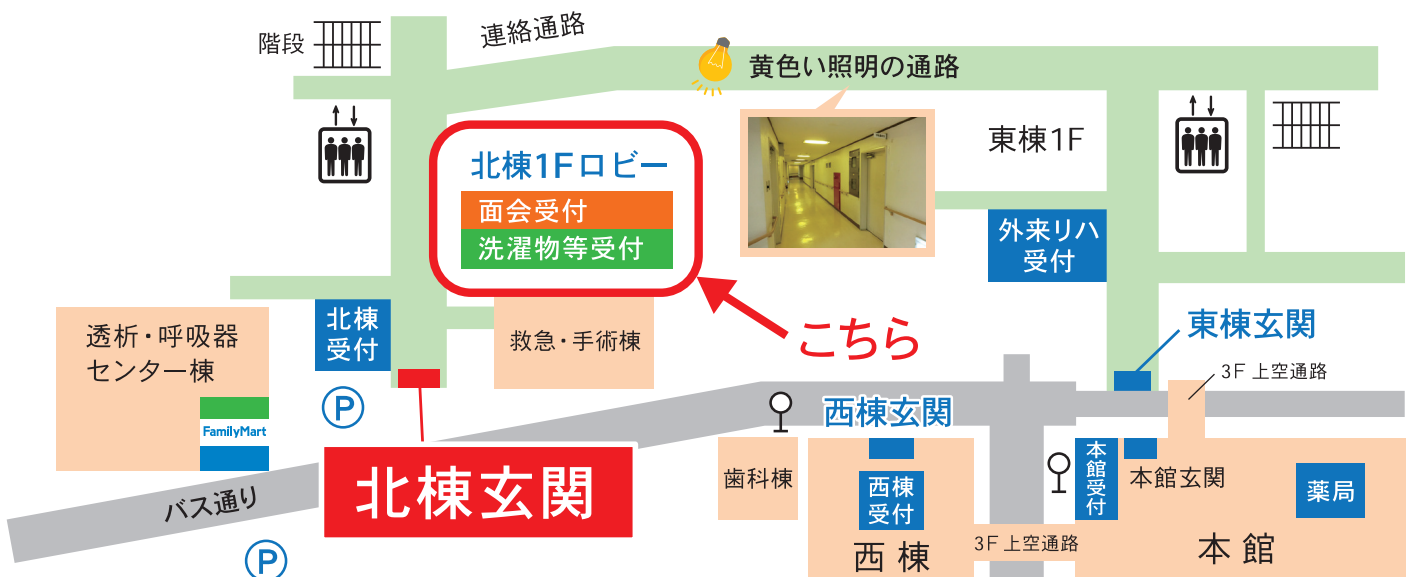 階段
連絡通路
黄色い照明の通路
北棟1Fロビー
面会受付
洗濯物等受付
東棟1F
外来リハ
受付
こちら
透析・呼吸器
センター棟
FamilyMart
北棟
受付
救急・手術棟
P
東棟玄関
3F 上空通路
西棟玄関
バス通り
北棟玄関
歯科棟
西棟
受付
西棟
本館
受付
本館玄関
薬局
3F 上空通路
本館
P